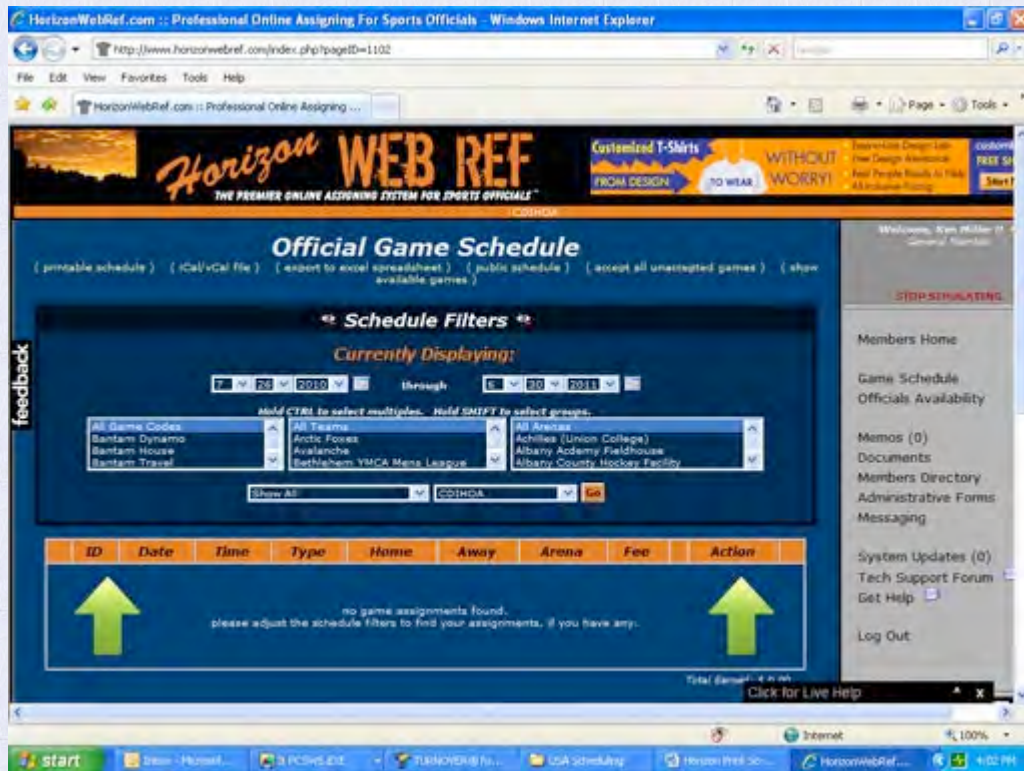 HorizonWebRef.com :: Professional Online Assigning For Sports Officials - Windows Internet Explorer
http://www.horizonwebref.com/index.php?pageID=1102
File Edit View Favorites Tools Help
HorizonWebRef.com :: Professional Online Assigning ...
Page Tools
Horizon WEB REF
THE PREMIER ONLINE ASSIGNING SYSTEM FOR SPORTS OFFICIALS
Customized T-Shirts
FROM DESIGN TO WEAR
WITHOUT WORRY!
CDIHOA
Official Game Schedule
( printable schedule ) ( iCal/vCal file ) ( export to excel spreadsheet ) ( public schedule ) ( accept all unaccepted games ) ( show
available games )
Welcome, Ken Miller !!
General Member
STOP SIMULATING
Schedule Filters
Currently Displaying:
7 26 2010 through 6 30 2011
Hold CTRL to select multiples. Hold SHIFT to select groups.
All Game Codes
Bantam Dynamo
Bantam House
Bantam Travel
All Teams
Arctic Foxes
Avalanche
Bethlehem YMCA Mens League
All Arenas
Achilles (Union College)
Albany Academy Fieldhouse
Albany County Hockey Facility
Show All CDIHOA Go
feedback
ID Date Time Type Home Away Arena Fee Action
no game assignments found.
please adjust the schedule filters to find your assignments, if you have any.
Total Earned: $ 0.00
Members Home
Game Schedule
Officials Availability
Memos (0)
Documents
Members Directory
Administrative Forms
Messaging
System Updates (0)
Tech Support Forum
Get Help
Log Out
Click for Live Help x
Internet 100%
start USA Scheduling HorizonWebRef.... 4:02 PM